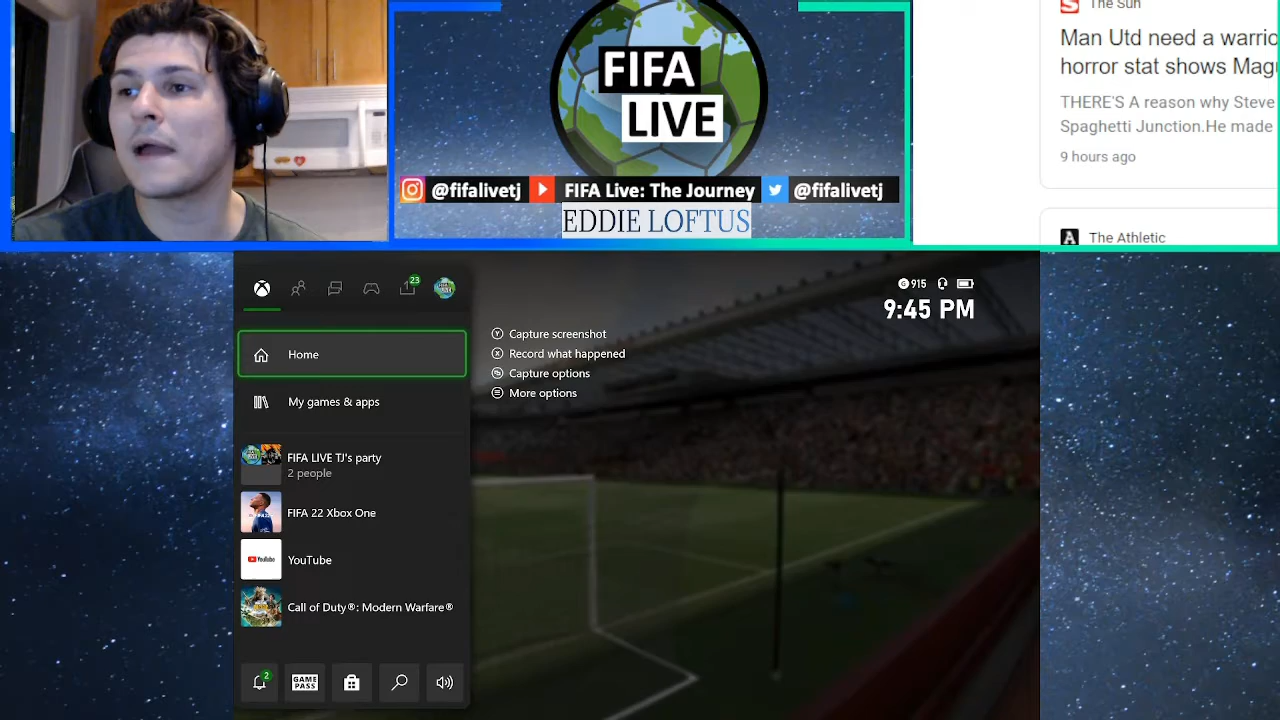 FIFA
LIVE
@fifalivetj
FIFA Live: The Journey
@fifalivetj
EDDIE LOFTUS
The Sun
Man Utd need a warrio
horror stat shows Mag
THERE'S A reason why Steve
Spaghetti Junction.He made
9 hours ago
The Athletic
23
915
9:45 PM
Home
My games & apps
FIFA LIVE TJ's party
2 people
FIFA 22 Xbox One
YouTube
YouTube
Call of Duty®: Modern Warfare®
Capture screenshot
Record what happened
Capture options
More options
2
GAME
PASS